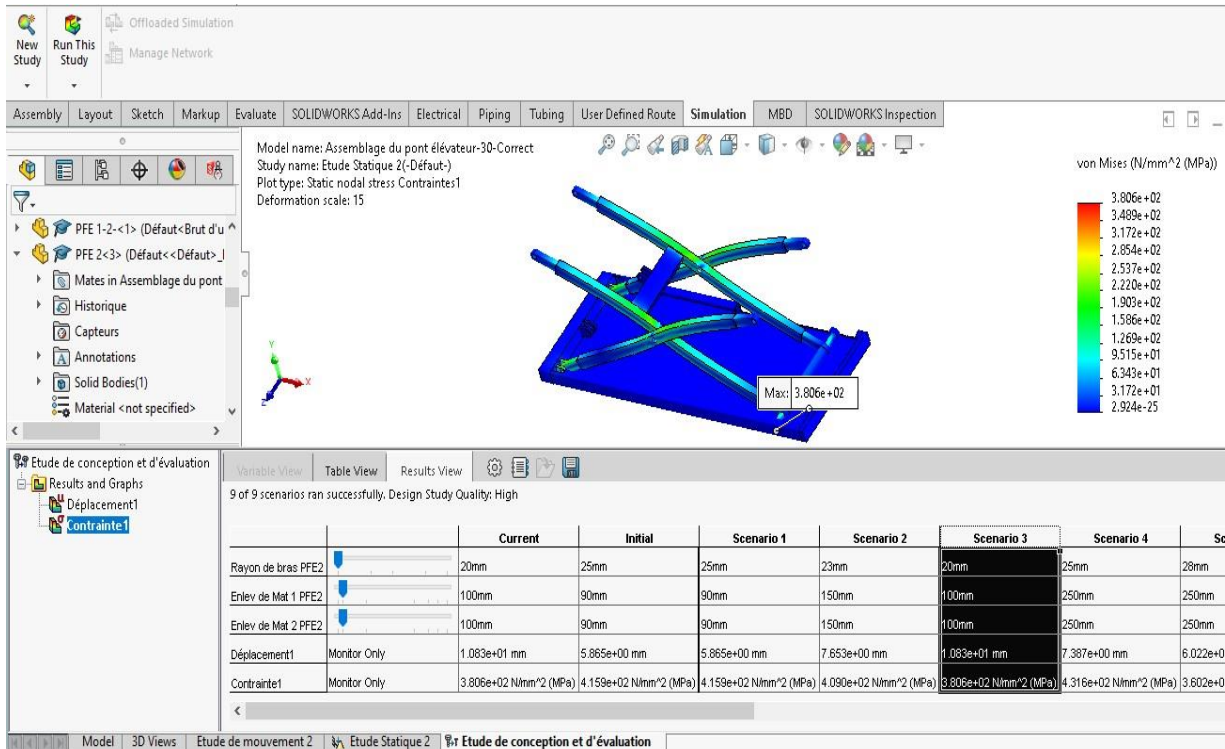 Offloaded Simulation
New Study
Run This Study
Manage Network
Assembly Layout Sketch Markup Evaluate SOLIDWORKS Add-Ins Electrical Piping Tubing User Defined Route Simulation MBD SOLIDWORKS Inspection
Model name: Assemblage du pont élévateur-30-Correct
Study name: Etude Statique 2(-Défaut-)
Plot type: Static nodal stress Contraintes1
Deformation scale: 15
von Mises (N/mm^2 (MPa))
3.806e+02
3.489e+02
3.172e+02
2.854e+02
2.537e+02
2.220e+02
1.903e+02
1.586e+02
1.269e+02
9.515e+01
6.343e+01
3.172e+01
2.924e-25
PFE 1-2-<1> (Défaut<Brut d'u
PFE 2<3> (Défaut<<Défaut>_
Mates in Assemblage du pont
Historique
Capteurs
Annotations
Solid Bodies(1)
Material <not specified>
Y
X
Z
Max: 3.806e+02
Etude de conception et d'évaluation
Results and Graphs
Déplacement1
Contrainte1
Variable View Table View Results View
9 of 9 scenarios ran successfully. Design Study Quality: High
Current Initial Scenario 1 Scenario 2 Scenario 3 Scenario 4 Sc
Rayon de bras PFE2 20mm 25mm 25mm 23mm 20mm 25mm 28mm
Enlev de Mat 1 PFE2 100mm 90mm 90mm 150mm 100mm 250mm 250mm
Enlev de Mat 2 PFE2 100mm 90mm 90mm 150mm 100mm 250mm 250mm
Déplacement1 Monitor Only 1.083e+01 mm 5.865e+00 mm 5.865e+00 mm 7.653e+00 mm 1.083e+01 mm 7.387e+00 mm 6.022e+0
Contrainte1 Monitor Only 3.806e+02 N/mm^2 (MPa) 4.159e+02 N/mm^2 (MPa) 4.159e+02 N/mm^2 (MPa) 4.090e+02 N/mm^2 (MPa) 3.806e+02 N/mm^2 (MPa) 4.316e+02 N/mm^2 (MPa) 3.602e+0
Model 3D Views Etude de mouvement 2 Etude Statique 2 Etude de conception et d'évaluation